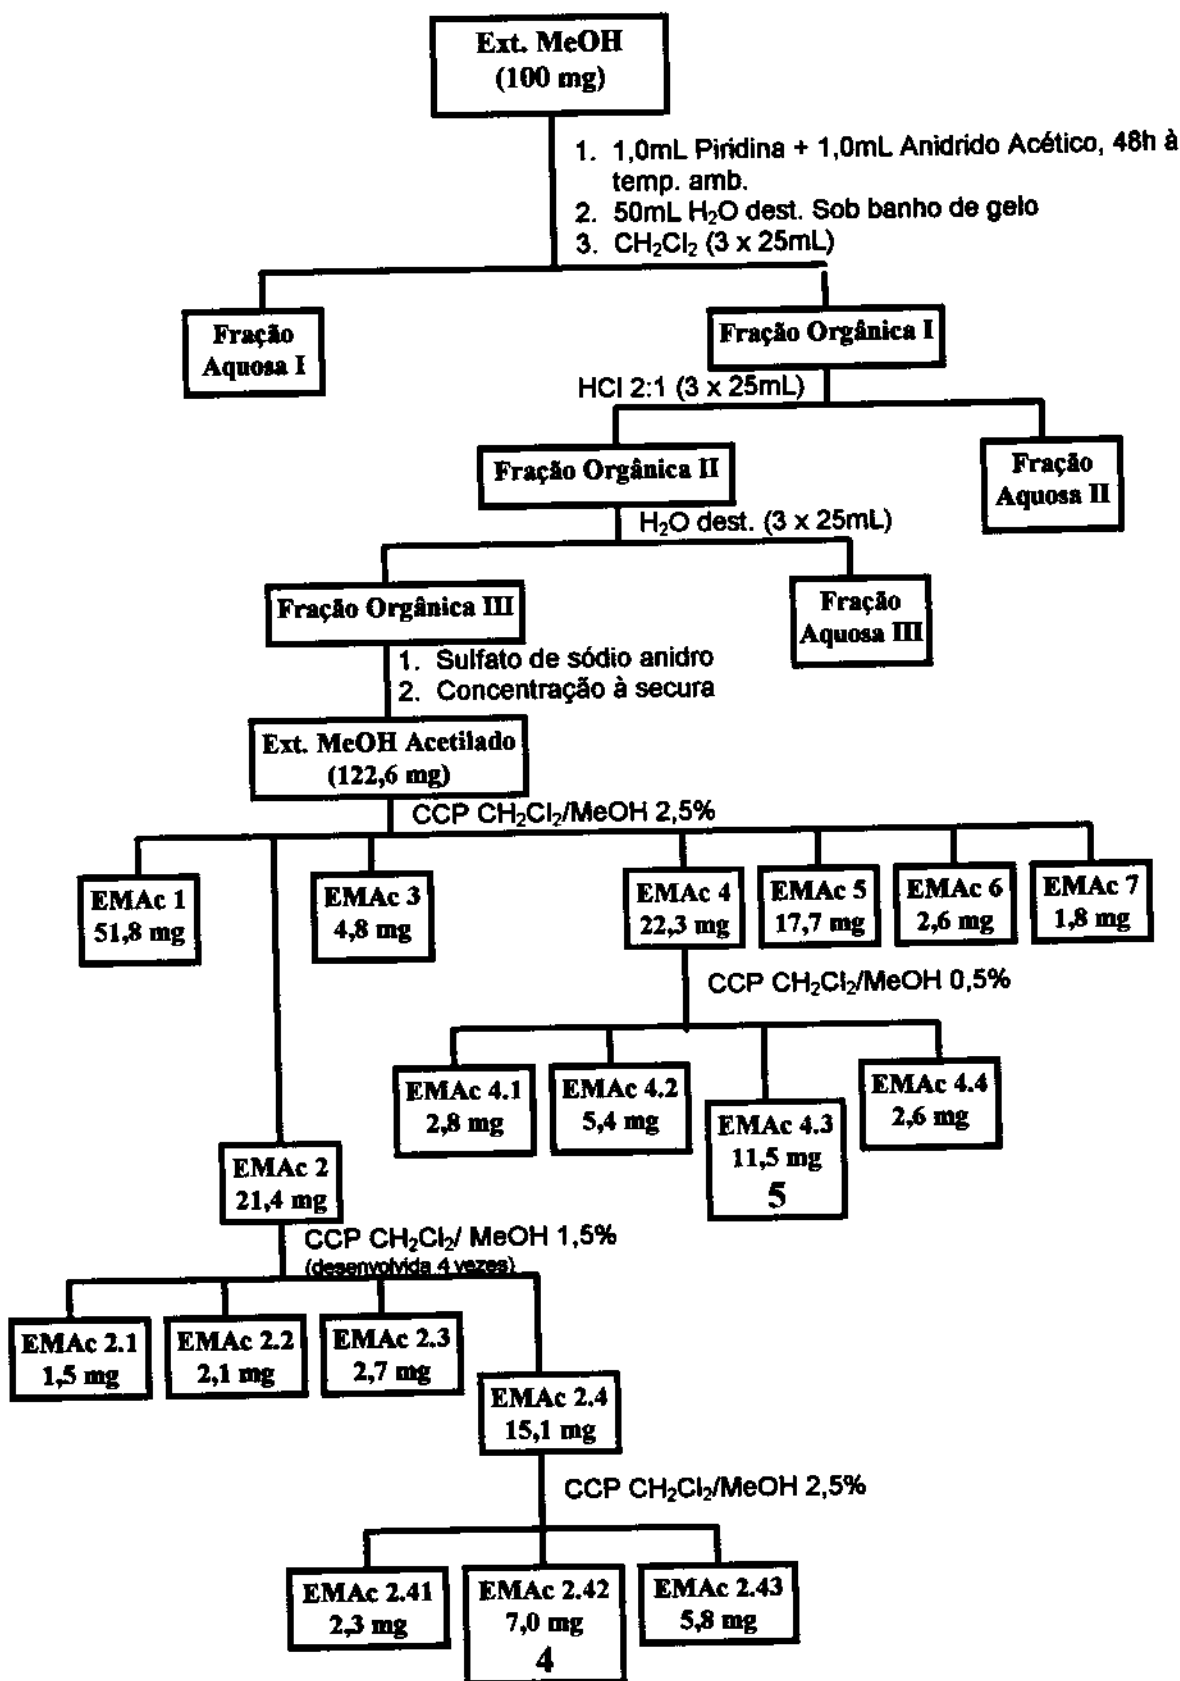 Ext. MeOH
(100 mg)
1. 1,0mL Piridina + 1,0mL Anidrido Acético, 48h à
temp. amb.
2. 50mL H₂O dest. Sob banho de gelo
3. CH₂Cl₂ (3 x 25mL)
Fração
Aquosa I
Fração Orgânica I
HCl 2:1 (3 x 25mL)
Fração Orgânica II
Fração
Aquosa II
H₂O dest. (3 x 25mL)
Fração Orgânica III
Fração
Aquosa III
1. Sulfato de sódio anidro
2. Concentração à secura
Ext. MeOH Acetilado
(122,6 mg)
CCP CH₂Cl₂/MeOH 2,5%
EMAc 1
51,8 mg
EMAc 3
4,8 mg
EMAc 4
22,3 mg
EMAc 5
17,7 mg
EMAc 6
2,6 mg
EMAc 7
1,8 mg
CCP CH₂Cl₂/MeOH 0,5%
EMAc 4.1
2,8 mg
EMAc 4.2
5,4 mg
EMAc 4.3
11,5 mg
5
EMAc 4.4
2,6 mg
EMAc 2
21,4 mg
CCP CH₂Cl₂/ MeOH 1,5%
(desenvolvida 4 vezes)
EMAc 2.1
1,5 mg
EMAc 2.2
2,1 mg
EMAc 2.3
2,7 mg
EMAc 2.4
15,1 mg
CCP CH₂Cl₂/MeOH 2,5%
EMAc 2.41
2,3 mg
EMAc 2.42
7,0 mg
4
EMAc 2.43
5,8 mg